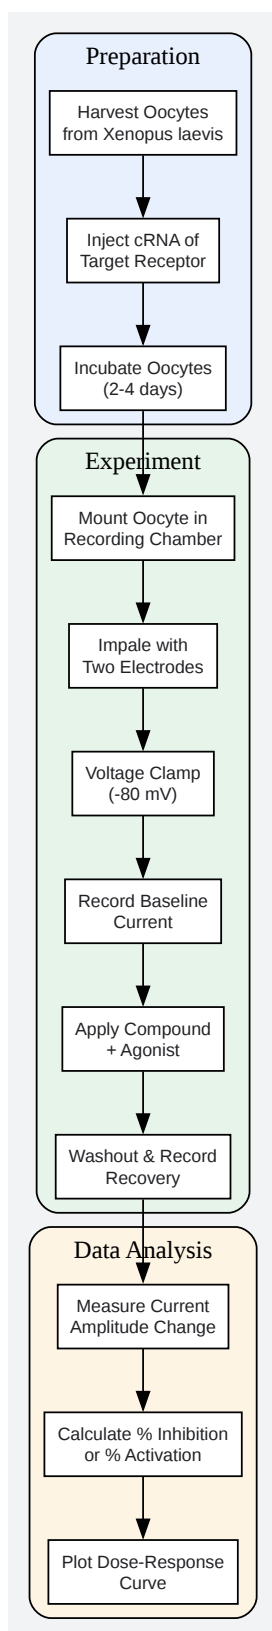 Preparation
Harvest Oocytes
from Xenopus laevis
Inject cRNA of
Target Receptor
Incubate Oocytes
(2-4 days)
Experiment
Mount Oocyte in
Recording Chamber
Impale with
Two Electrodes
Voltage Clamp
(-80 mV)
Record Baseline
Current
Apply Compound
+ Agonist
Washout & Record
Recovery
Data Analysis
Measure Current
Amplitude Change
Calculate % Inhibition
or % Activation
Plot Dose-Response
Curve